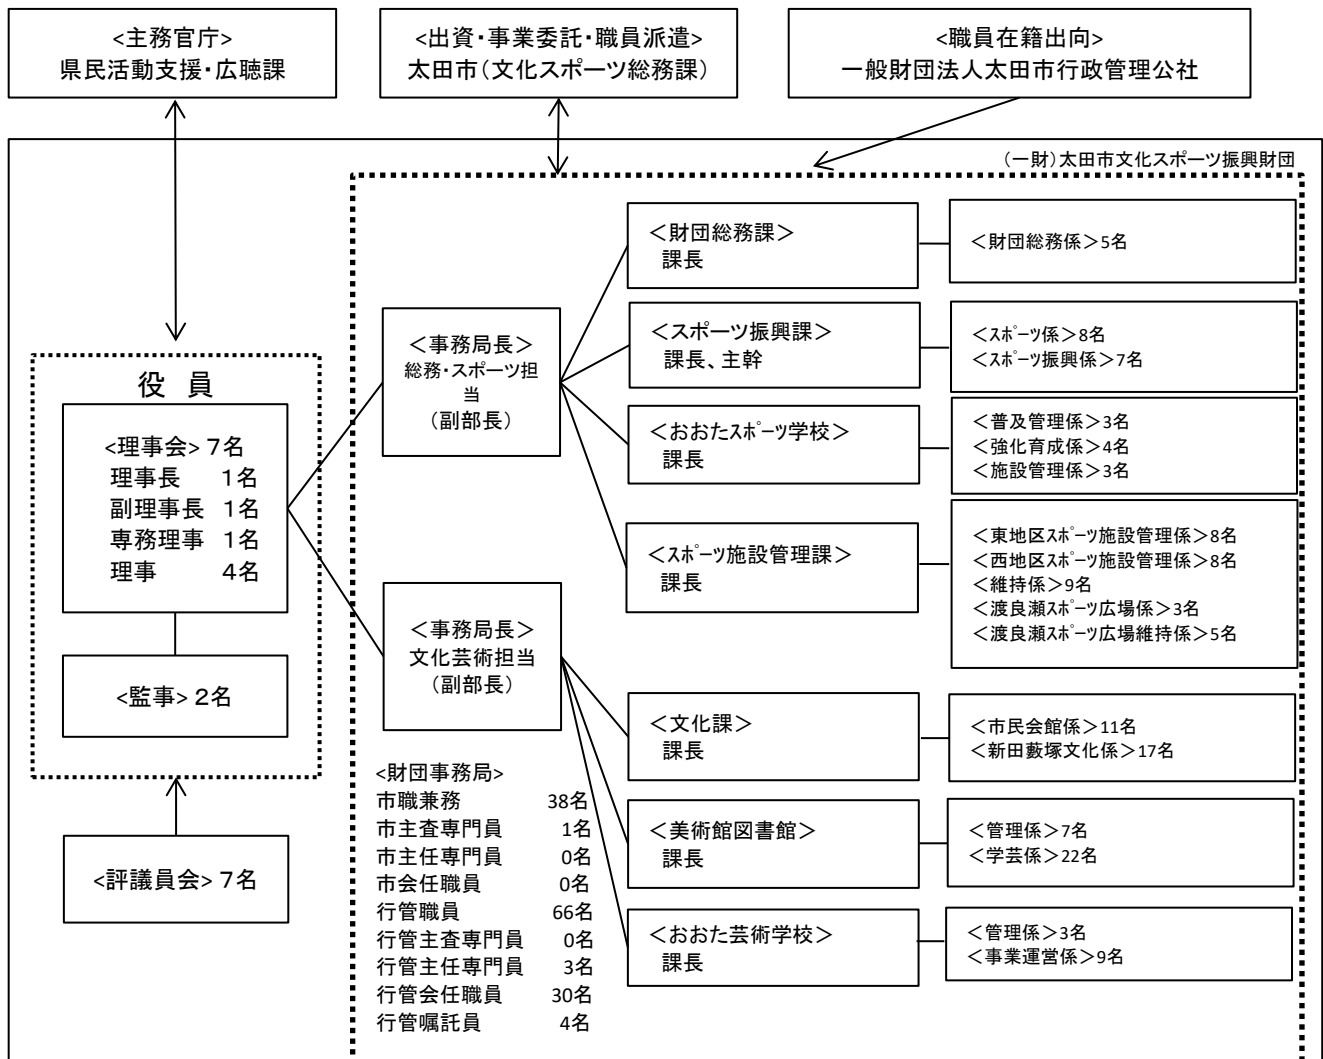 <主務官庁>
県民活動支援・広聴課
<出資・事業委託・職員派遣>
太田市（文化スポーツ総務課）
<職員在籍出向>
一般財団法人太田市行政管理公社
（一財）太田市文化スポーツ振興財団
役　員
<理事会> 7名
理事長　1名
副理事長　1名
専務理事　1名
理事　4名
<監事> 2名
<評議員会> 7名
＜事務局長＞
総務・スポーツ担
当
（副部長）
＜事務局長＞
文化芸術担当
（副部長）
<財団事務局>
市職兼務　38名
市主査専門員　1名
市主任専門員　0名
市会任職員　0名
行管職員　66名
行管主査専門員　0名
行管主任専門員　3名
行管会任職員　30名
行管嘱託員　4名
＜財団総務課＞
課長
＜財団総務係＞5名
＜スポーツ振興課＞
課長、主幹
＜ｽﾎﾟｰﾂ係＞8名
＜スポーツ振興係＞7名
＜おおたｽﾎﾟｰﾂ学校＞
課長
＜普及管理係＞3名
＜強化育成係＞4名
＜施設管理係＞3名
＜ｽﾎﾟｰﾂ施設管理課＞
課長
＜東地区ｽﾎﾟｰﾂ施設管理係＞8名
＜西地区ｽﾎﾟｰﾂ施設管理係＞8名
＜維持係＞9名
＜渡良瀬ｽﾎﾟｰﾂ広場係＞3名
＜渡良瀬ｽﾎﾟｰﾂ広場維持係＞5名
＜文化課＞
課長
＜市民会館係＞11名
＜新田藪塚文化係＞17名
＜美術館図書館＞
課長
＜管理係＞7名
＜学芸係＞22名
＜おおた芸術学校＞
課長
＜管理係＞3名
＜事業運営係＞9名